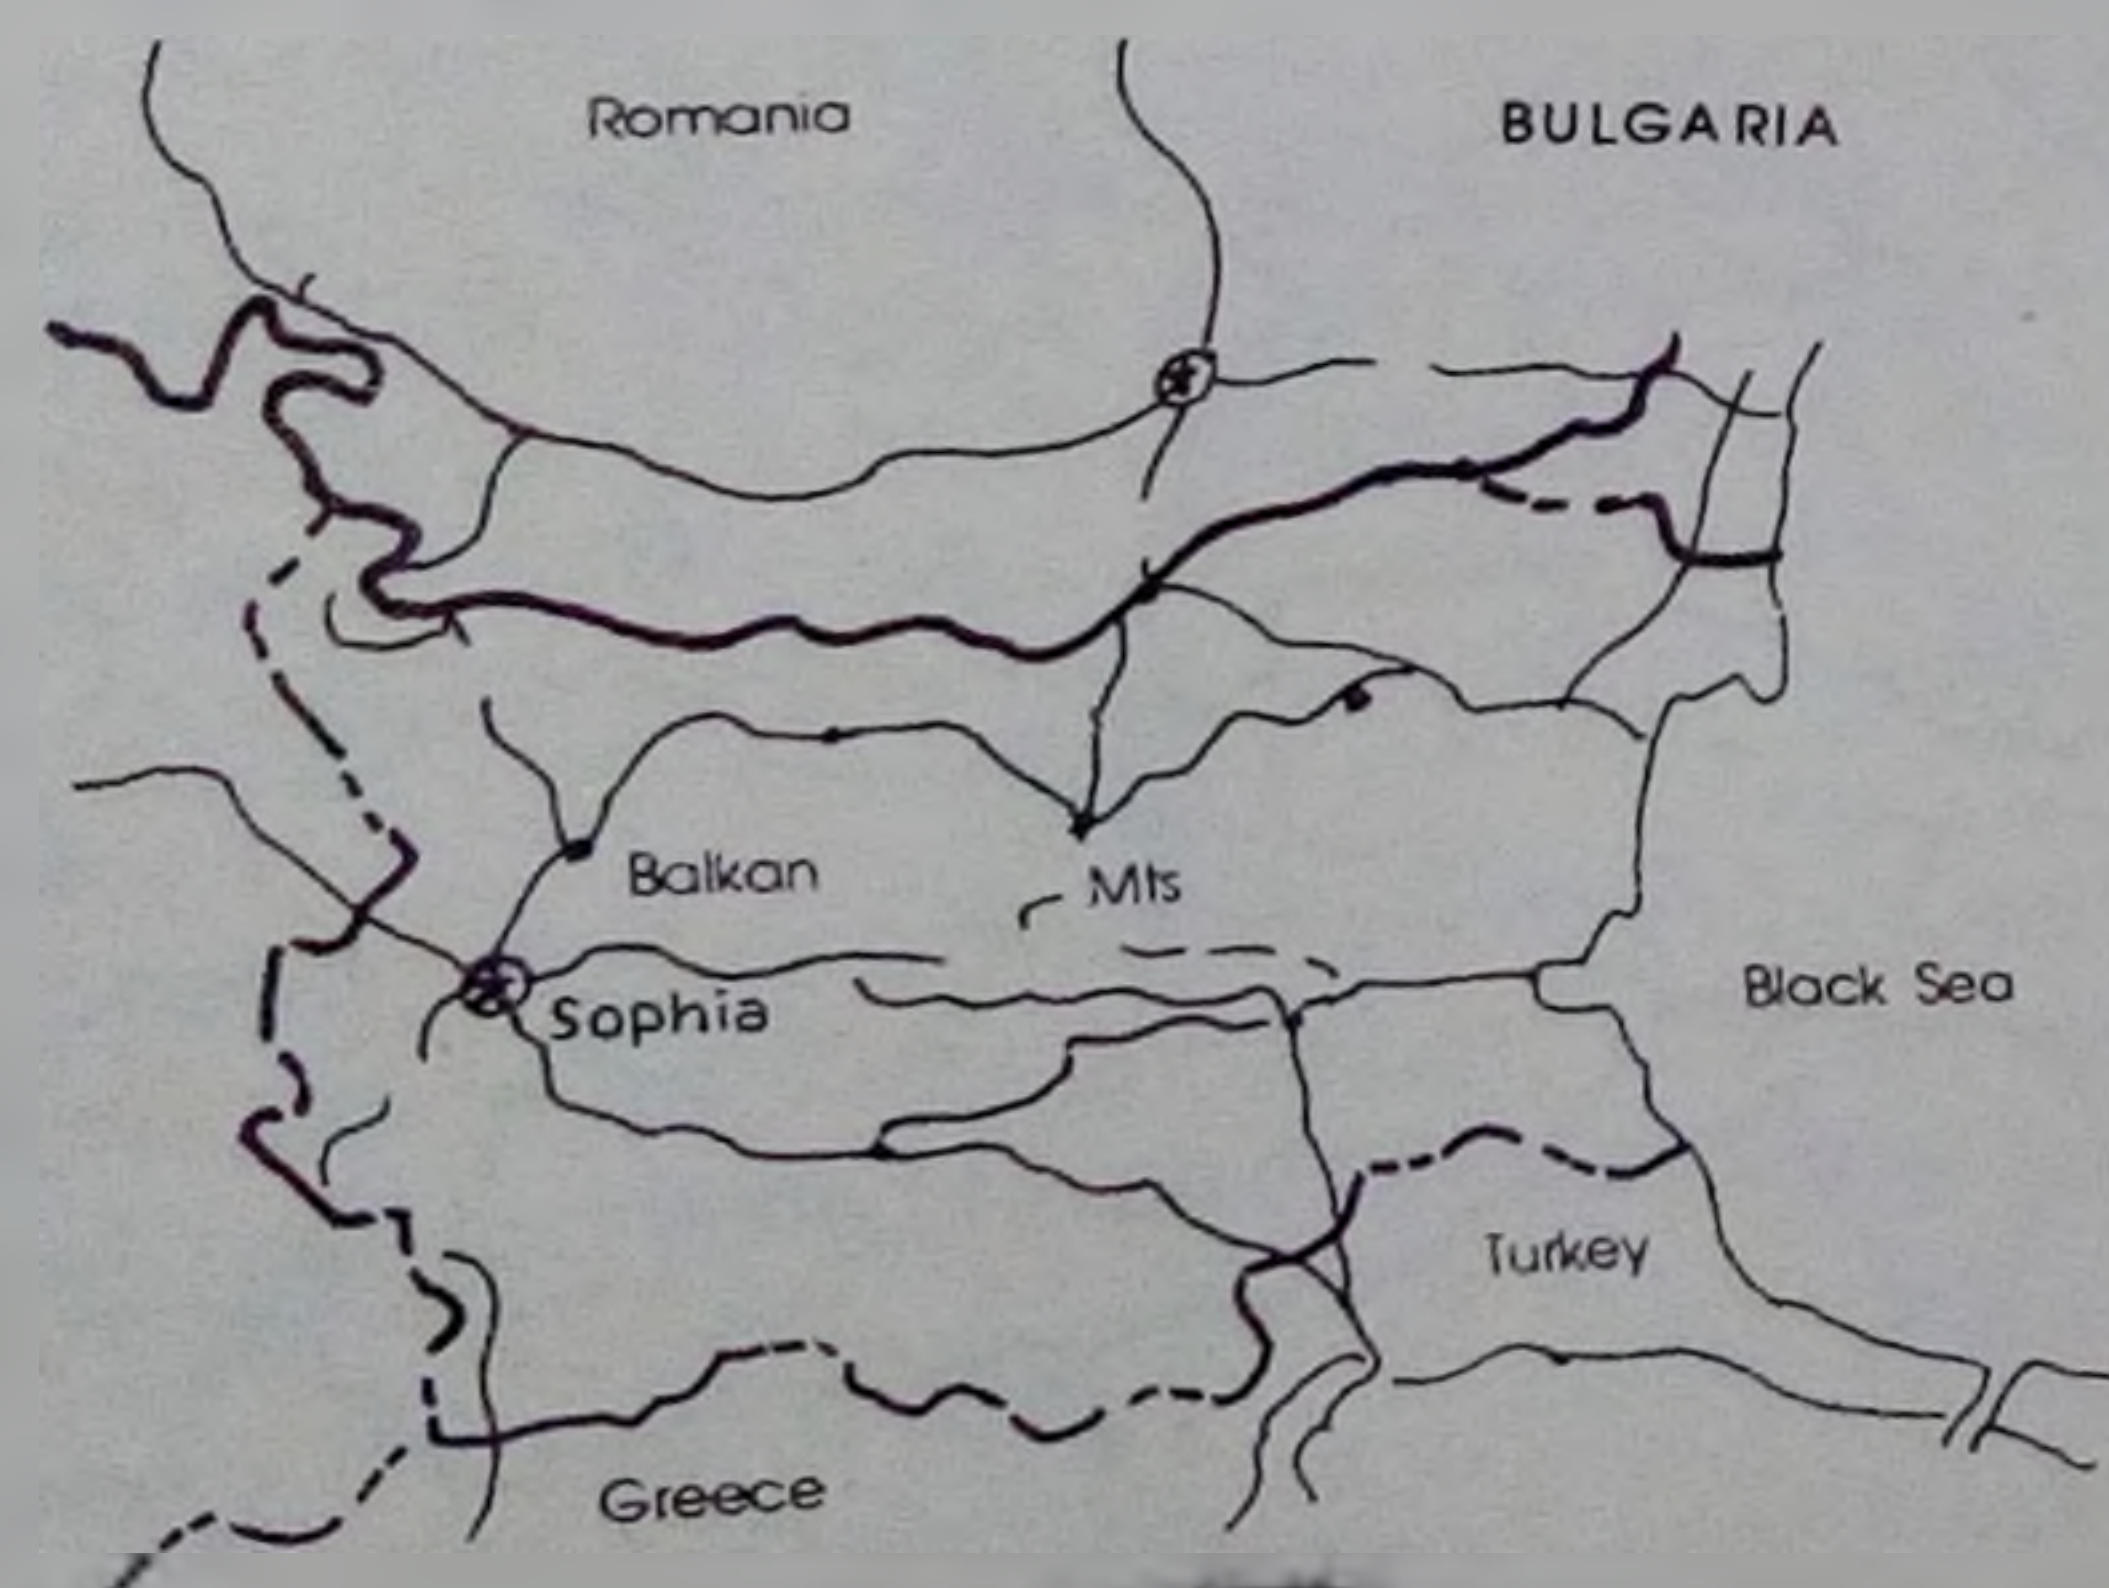 Romania
BULGARIA
Balkan
Mts
Sophia
Black Sea
Turkey
Greece